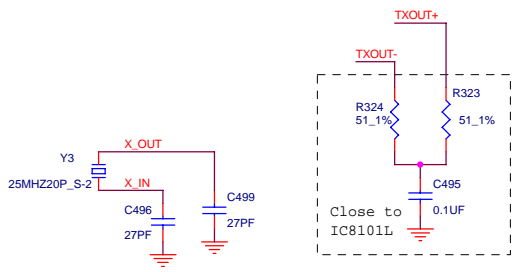 TXOUT+
TXOUT-
R323
R324
51_1%
51_1%
X_OUT
Y3
X_IN
25MHZ20P_S-2
C499
C496
27PF
27PF
C495
0.1UF
Close to
IC8101L